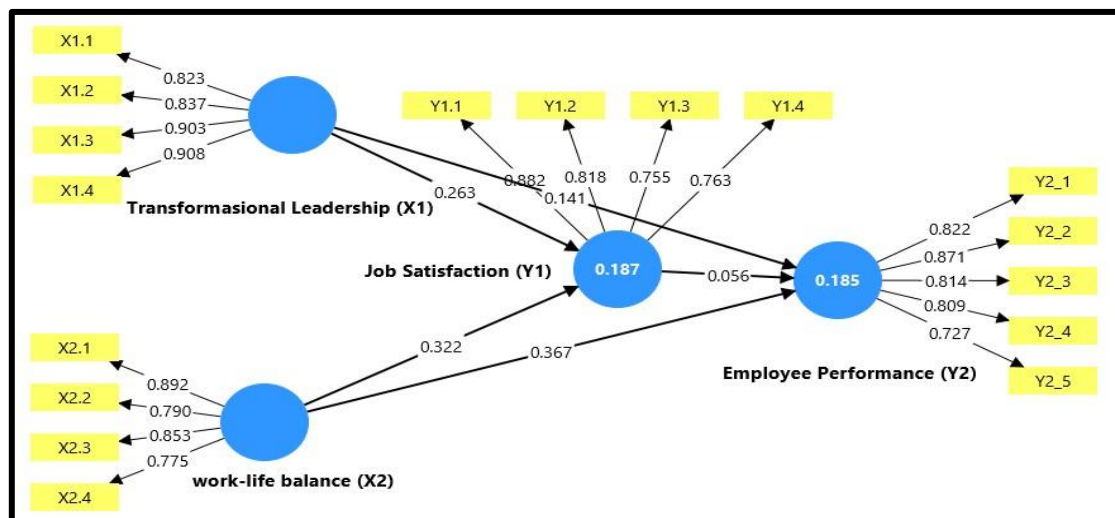 X1.1
X1.2
X1.3
X1.4
0.823
0.837
0.903
0.908
Transformasional Leadership (X1)
Y1.1
Y1.2
Y1.3
Y1.4
0.882
0.818
0.755
0.763
0.263
0.141
Job Satisfaction (Y1)
0.187
0.056
0.185
Y2_1
Y2_2
Y2_3
Y2_4
Y2_5
0.822
0.871
0.814
0.809
0.727
Employee Performance (Y2)
0.322
0.367
X2.1
X2.2
X2.3
X2.4
0.892
0.790
0.853
0.775
work-life balance (X2)